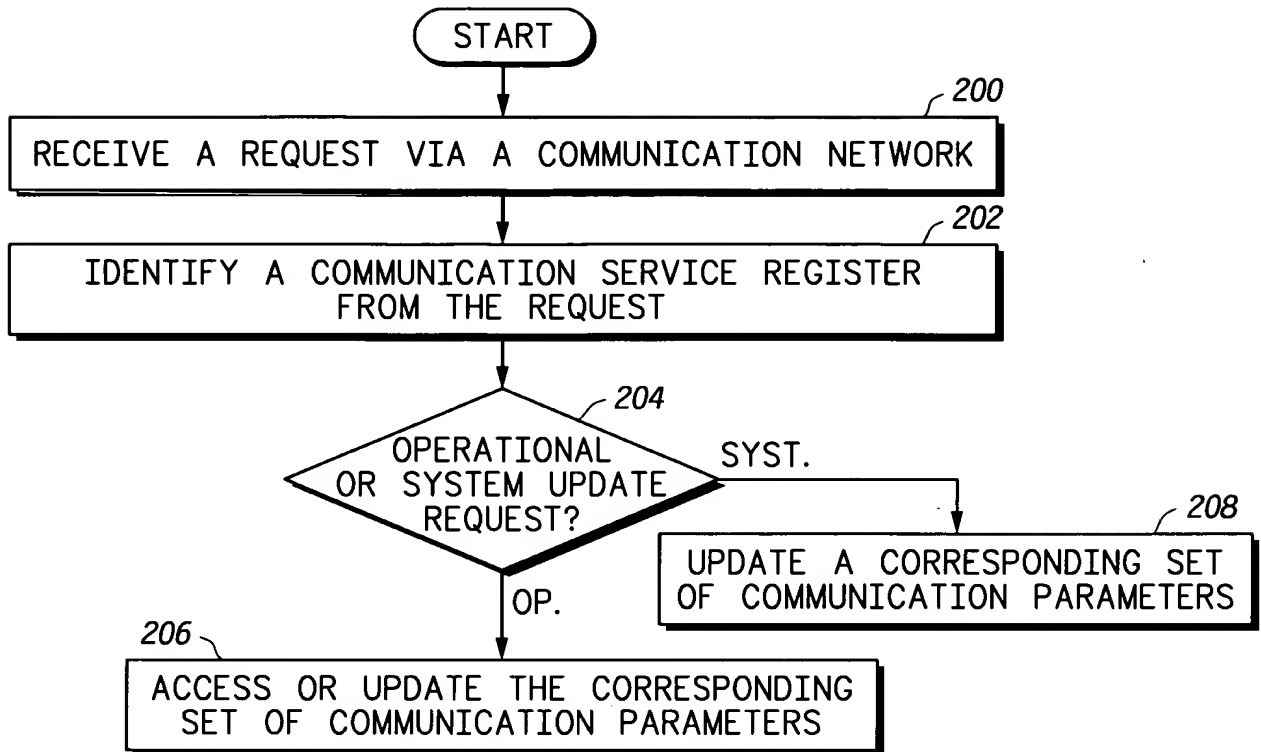 START
200
RECEIVE A REQUEST VIA A COMMUNICATION NETWORK
202
IDENTIFY A COMMUNICATION SERVICE REGISTER
FROM THE REQUEST
204
OPERATIONAL
OR SYSTEM UPDATE
REQUEST?
SYST.
208
UPDATE A CORRESPONDING SET
OF COMMUNICATION PARAMETERS
OP.
206
ACCESS OR UPDATE THE CORRESPONDING
SET OF COMMUNICATION PARAMETERS